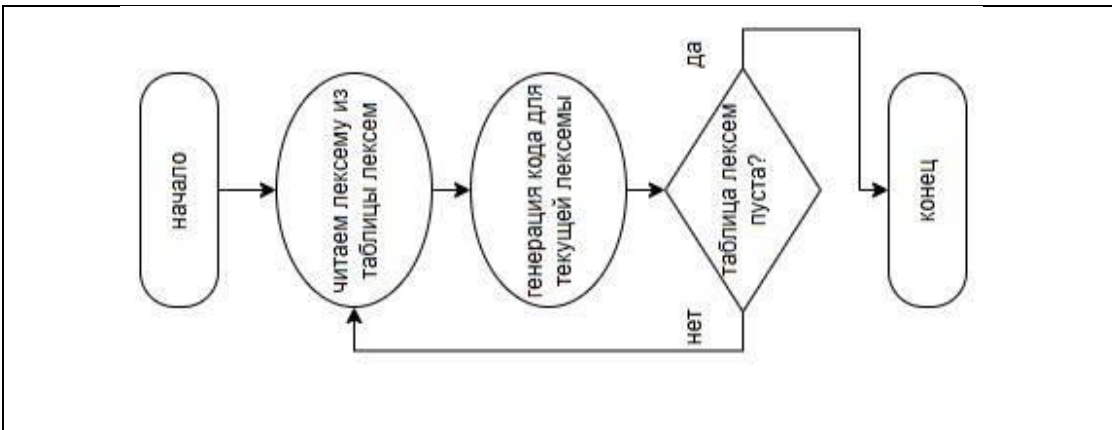 начало
читаем лексему из
таблицы лексем
генерация кода для
текущей лексемы
таблица лексем
пуста?
да
нет
конец